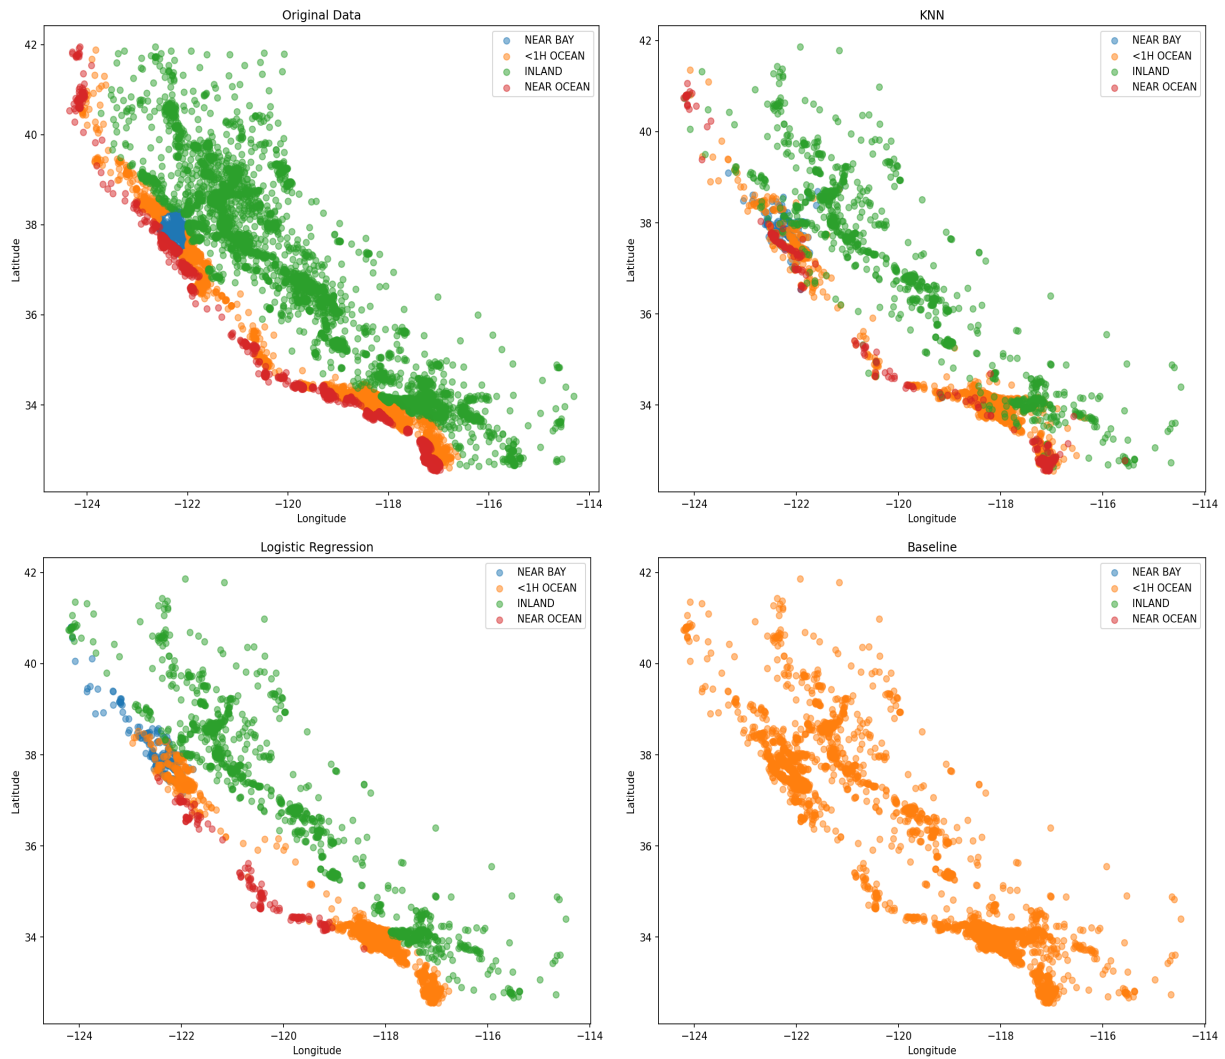 Original Data
NEAR BAY
<1H OCEAN
INLAND
NEAR OCEAN
42
40
38
36
34
Latitude
−124
−122
−120
−118
−116
−114
Longitude
KNN
NEAR BAY
<1H OCEAN
INLAND
NEAR OCEAN
42
40
38
36
34
Latitude
−124
−122
−120
−118
−116
−114
Longitude
Logistic Regression
NEAR BAY
<1H OCEAN
INLAND
NEAR OCEAN
42
40
38
36
34
Latitude
−124
−122
−120
−118
−116
−114
Longitude
Baseline
NEAR BAY
<1H OCEAN
INLAND
NEAR OCEAN
42
40
38
36
34
Latitude
−124
−122
−120
−118
−116
−114
Longitude